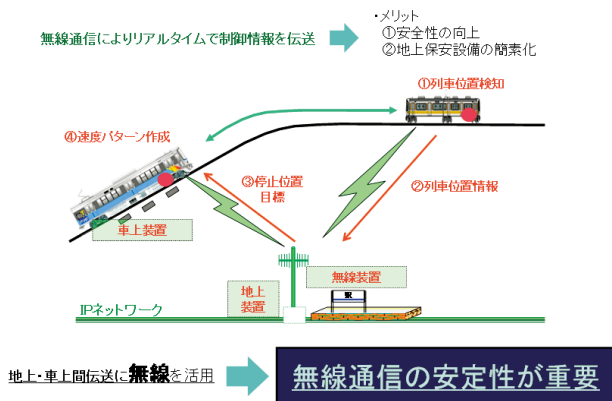 ・メリット
無線通信によりリアルタイムで制御情報を伝送
①安全性の向上
②地上保安設備の簡素化
①列車位置検知
④速度パターン作成
③停止位置
目標
②列車位置情報
車上装置
無線装置
地上
装置
駅
IPネットワーク
地上・車上間伝送に無線を活用
無線通信の安定性が重要